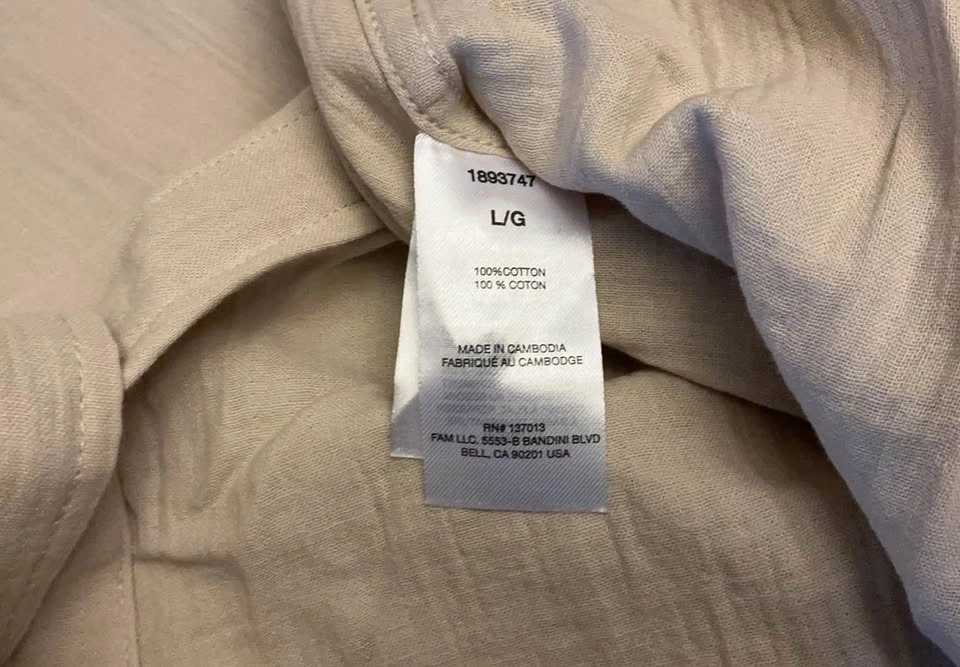 1893747
L/G
100%COTTON
100 % COTON
MADE IN CAMBODIA
FABRIQUÉ AU CAMBODGE
RN# 137013
FAM LLC. 5553-B BANDINI BLVD
BELL, CA 90201 USA